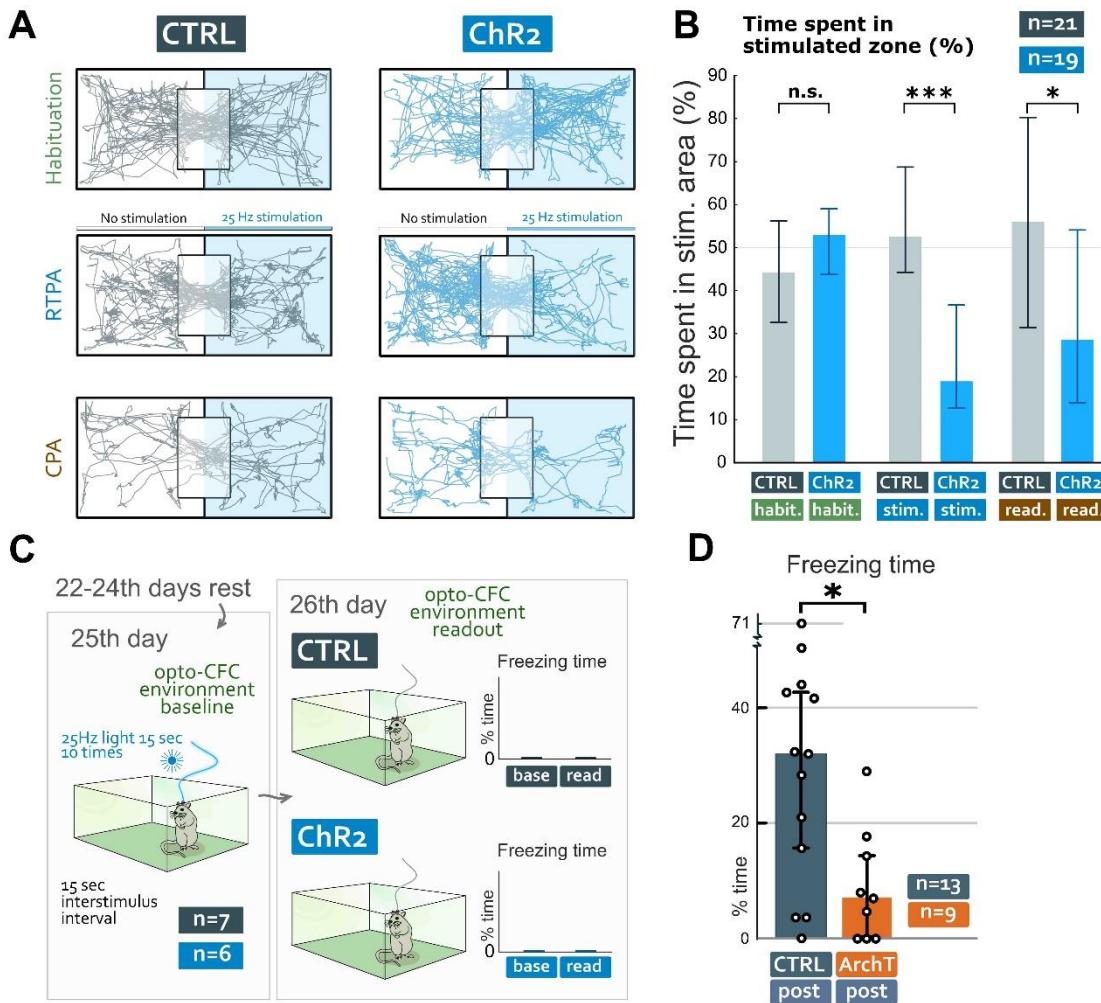 A
CTRL
ChR2
Habituation
No stimulation
25 Hz stimulation
No stimulation
25 Hz stimulation
RTPA
CPA
B
Time spent in
stimulated zone (%)
n=21
n=19
Time spent in stim. area (%)
90
80
70
60
50
40
30
20
10
0
n.s.
***
*
CTRL
ChR2
CTRL
ChR2
CTRL
ChR2
habit.
habit.
stim.
stim.
read.
read.
C
22-24th days rest
25th day
opto-CFC
environment
baseline
25Hz light 15 sec
10 times
15 sec
interstimulus
interval
n=7
n=6
26th day
opto-CFC
environment
readout
CTRL
Freezing time
% time
0
base
read
ChR2
Freezing time
% time
0
base
read
D
Freezing time
*
71
40
20
0
% time
n=13
n=9
CTRL
ArchT
post
post